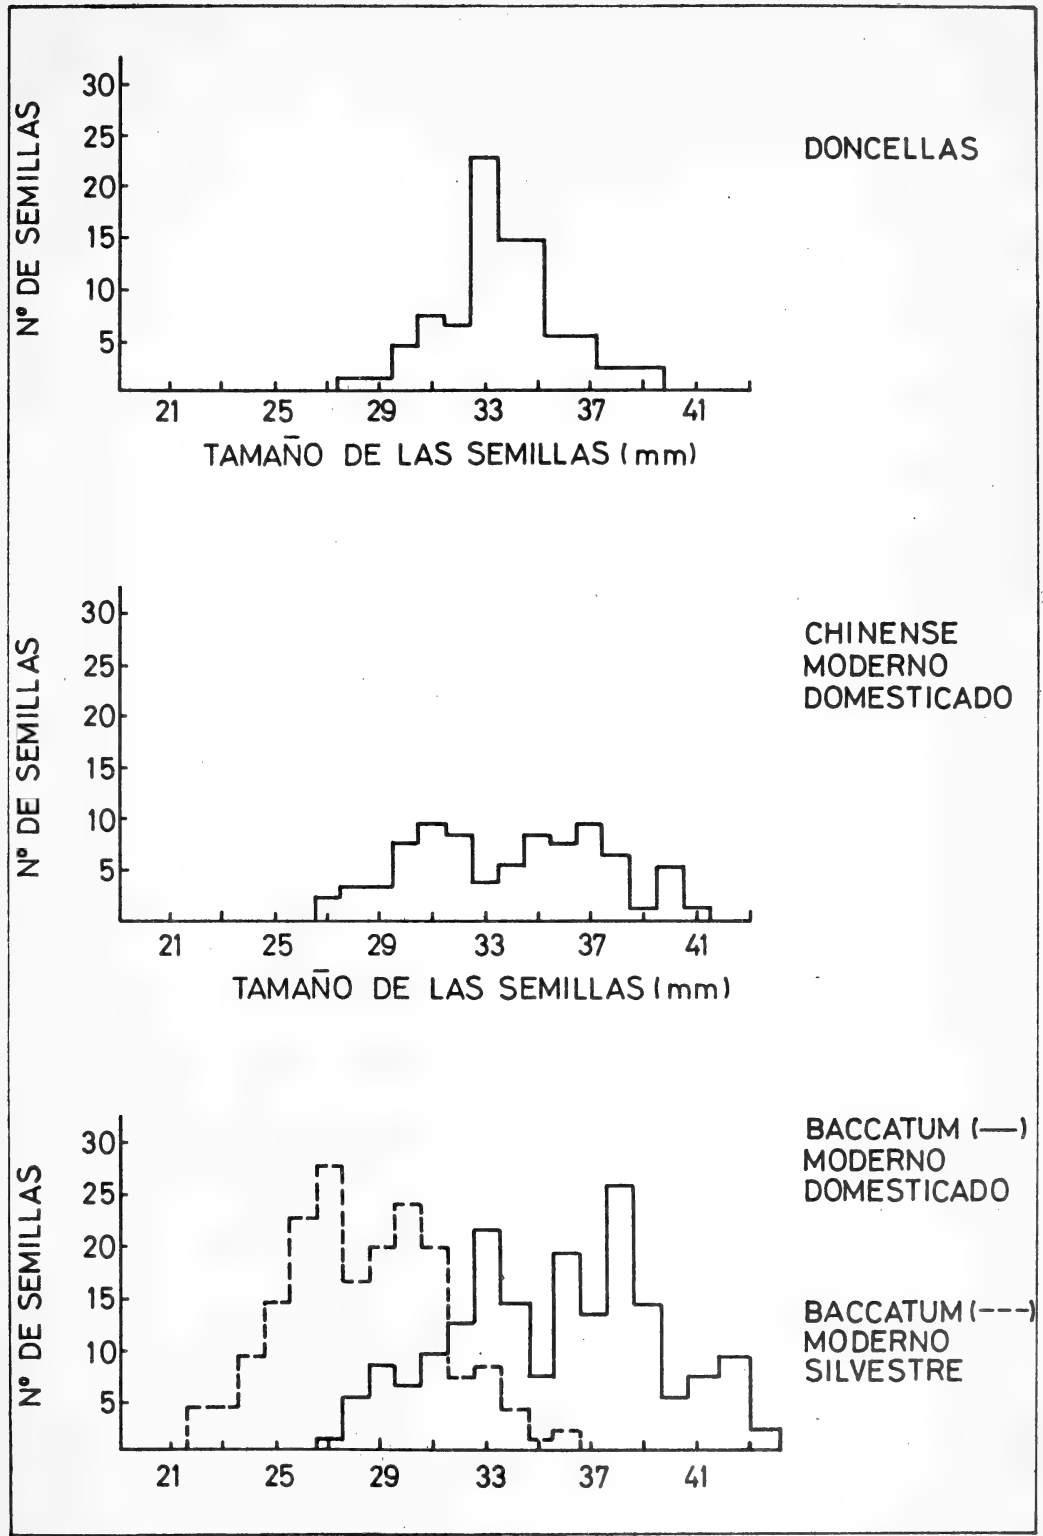 30
25
20
15
10
5
Nº DE SEMILLAS
DONCELLAS
21 25 29 33 37 41
TAMAÑO DE LAS SEMILLAS (mm)
30
25
20
15
10
5
Nº DE SEMILLAS
CHINENSE
MODERNO
DOMESTICADO
21 25 29 33 37 41
TAMAÑO DE LAS SEMILLAS (mm)
30
25
20
15
10
5
Nº DE SEMILLAS
BACCATUM (—)
MODERNO
DOMESTICADO
BACCATUM (---)
MODERNO
SILVESTRE
21 25 29 33 37 41